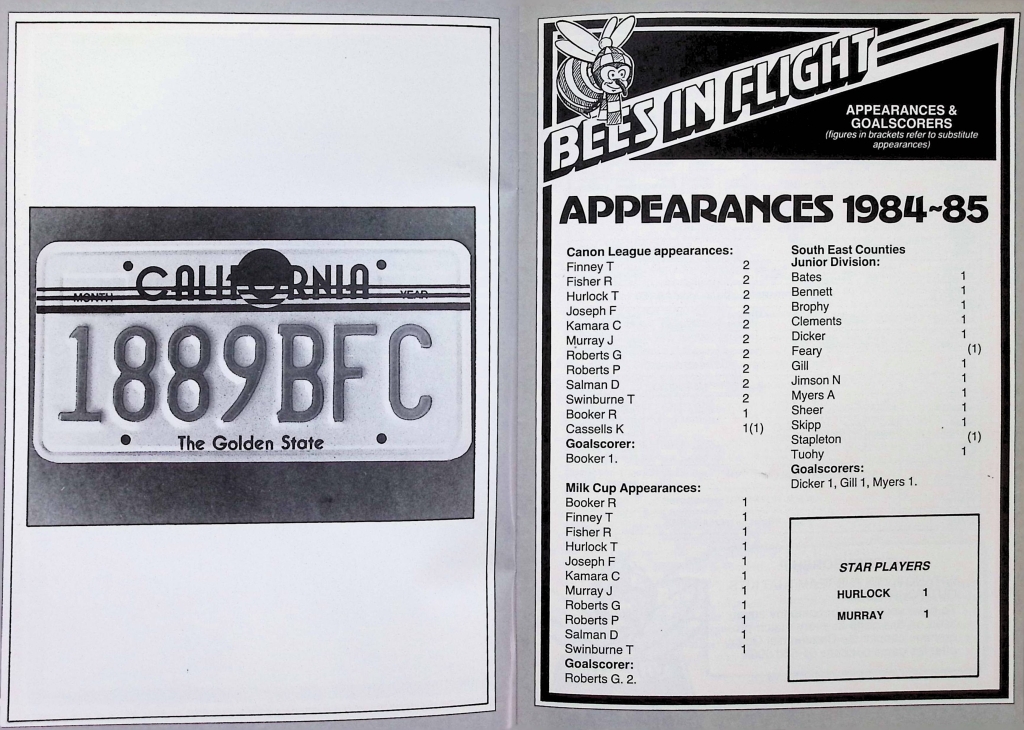 CALIFORNIA
MONTH YEAR
1889BFC
The Golden State
BEES IN FLIGHT
APPEARANCES &
GOALSCORERS
(figures in brackets refer to substitute
appearances)
APPEARANCES 1984~85
Canon League appearances:
Finney T 2
Fisher R 2
Hurlock T 2
Joseph F 2
Kamara C 2
Murray J 2
Roberts G 2
Roberts P 2
Salman D 2
Swinburne T 2
Booker R 1
Cassells K 1(1)
Goalscorer:
Booker 1.
Milk Cup Appearances:
Booker R 1
Finney T 1
Fisher R 1
Hurlock T 1
Joseph F 1
Kamara C 1
Murray J 1
Roberts G 1
Roberts P 1
Salman D 1
Swinburne T 1
Goalscorer:
Roberts G. 2.
South East Counties
Junior Division:
Bates 1
Bennett 1
Brophy 1
Clements 1
Dicker 1
Feary (1)
Gill 1
Jimson N 1
Myers A 1
Sheer 1
Skipp 1
Stapleton (1)
Tuohy 1
Goalscorers:
Dicker 1, Gill 1, Myers 1.
STAR PLAYERS
HURLOCK 1
MURRAY 1